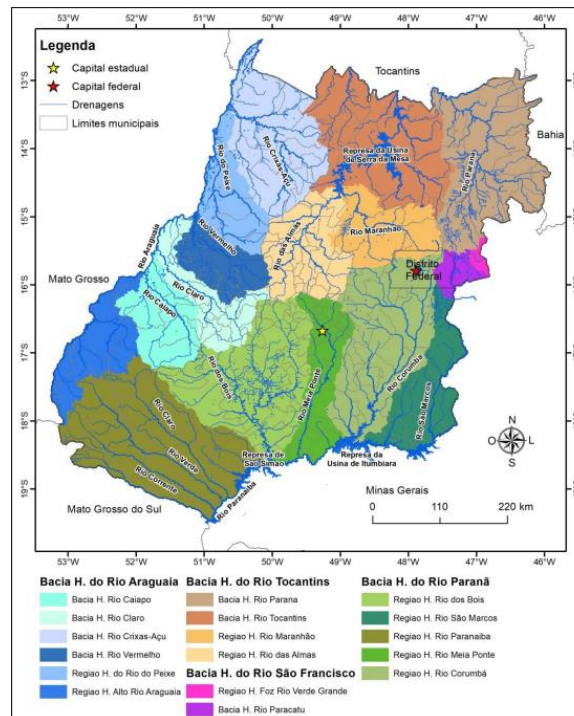 Legenda
Capital estadual
Capital federal
Drenagens
Limites municipais
Tocantins
Bahia
Mato Grosso
Mato Grosso do Sul
Minas Gerais
Distrito
Federal
Rio Crixas-Açu
Rio do Peixe
Represa da Usina
de Serra da Mesa
Rio Parana
Rio Araguaia
Rio Vermelho
Rio das Almas
Rio Maranhão
Rio Claro
Rio Caiapo
Rio dos Bois
Rio Meia Ponte
Rio Corumba
Rio São Marcos
Rio Claro
Rio Verde
Rio Corrente
Rio Paranaiba
Represa de
São Simão
Represa da
Usina de Itumbiara
N
O L
S
0 110 220 km
13°S
14°S
15°S
16°S
17°S
18°S
19°S
53°W 52°W 51°W 50°W 49°W 48°W 47°W 46°W
Bacia H. do Rio Araguaia
Bacia H. Rio Caiapo
Bacia H. Rio Claro
Bacia H. Rio Crixas-Açu
Bacia H. Rio Vermelho
Regiao H. do Rio do Peixe
Regiao H. Alto Rio Araguaia
Bacia H. do Rio Tocantins
Bacia H. Rio Parana
Bacia H. Rio Tocantins
Regiao H. Rio Maranhão
Regiao H. Rio das Almas
Bacia H. do Rio São Francisco
Regiao H. Foz Rio Verde Grande
Bacia H. Rio Paracatu
Bacia H. do Rio Paranã
Regiao H. Rio dos Bois
Bacia H. Rio São Marcos
Regiao H. Rio Paranaiba
Regiao H. Rio Meia Ponte
Regiao H. Rio Corumbá